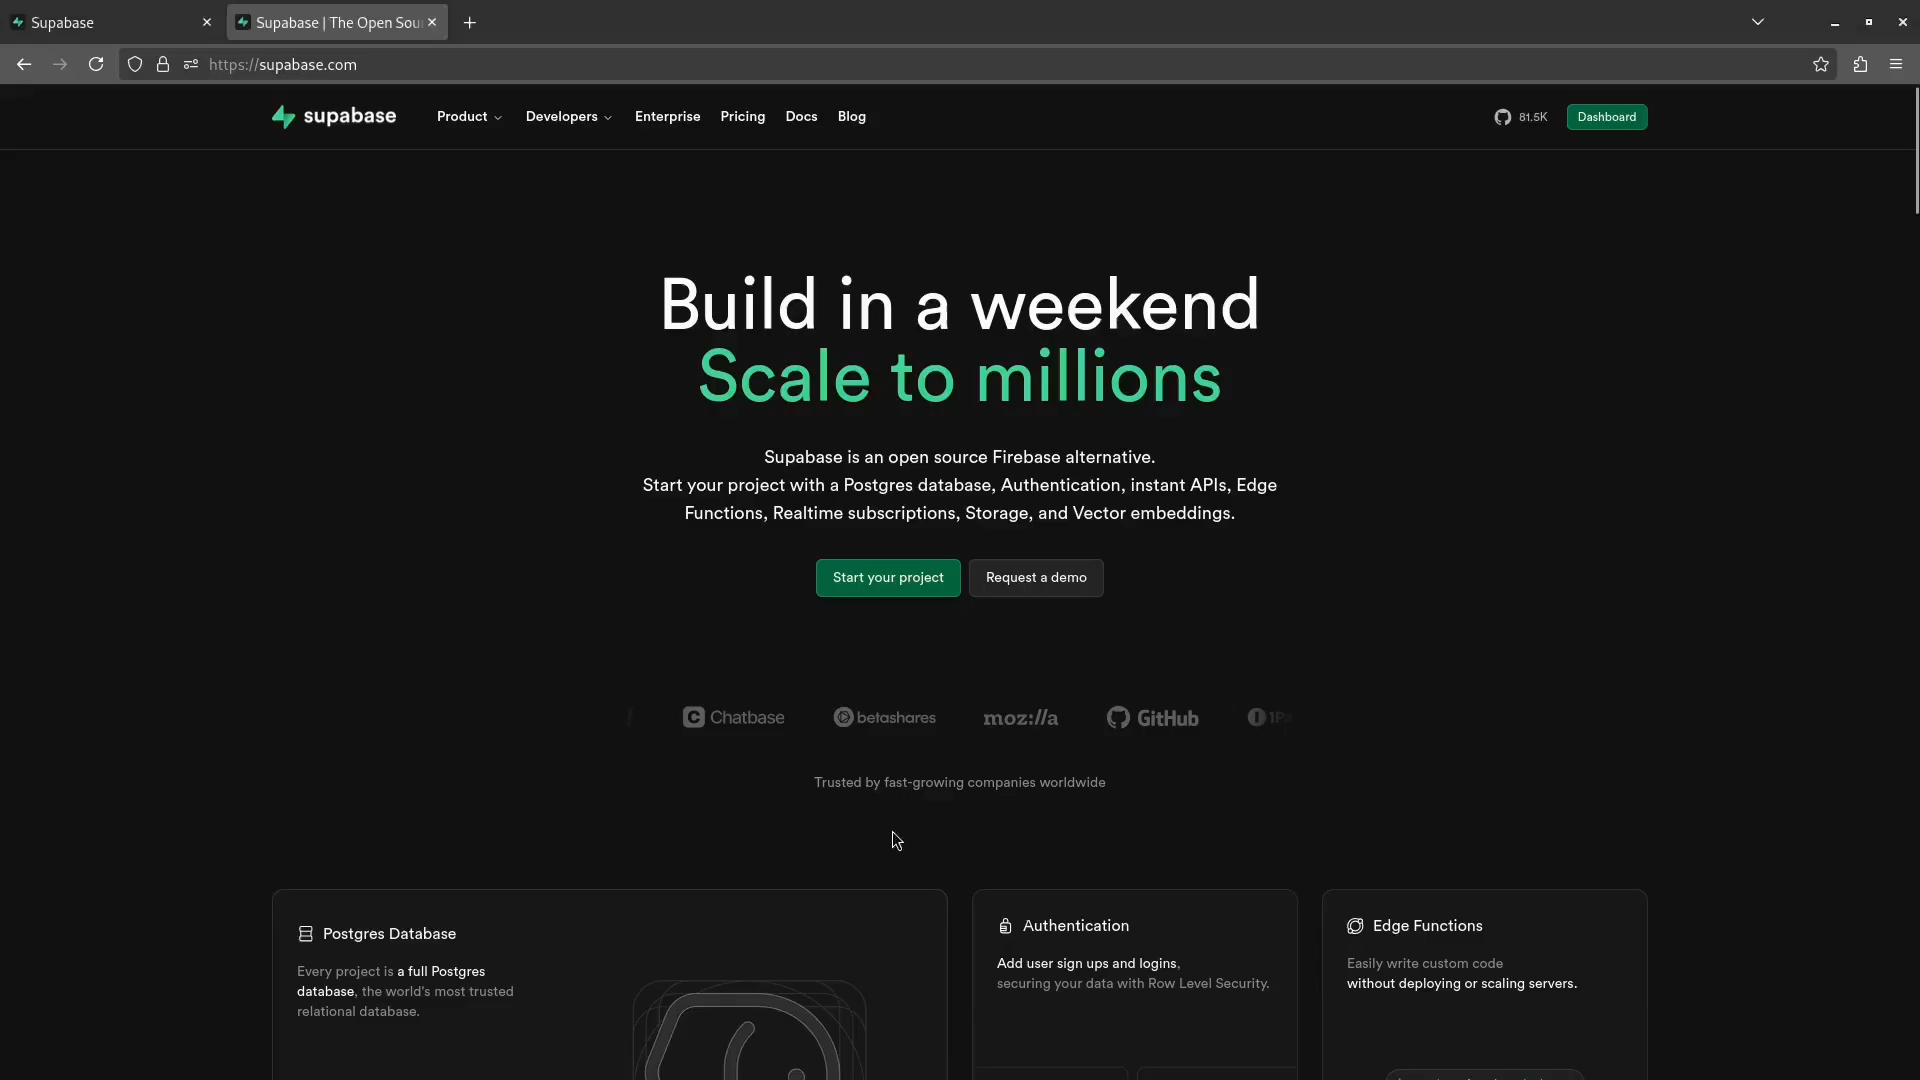 Supabase
Supabase | The Open Sou
https://supabase.com
supabase
Product
Developers
Enterprise
Pricing
Docs
Blog
81.5K
Dashboard
Build in a weekend
Scale to millions
Supabase is an open source Firebase alternative.
Start your project with a Postgres database, Authentication, instant APIs, Edge
Functions, Realtime subscriptions, Storage, and Vector embeddings.
Start your project
Request a demo
Chatbase
betashares
moz://a
GitHub
Trusted by fast-growing companies worldwide
Postgres Database
Every project is a full Postgres
database, the world's most trusted
relational database.
Authentication
Add user sign ups and logins,
securing your data with Row Level Security.
Edge Functions
Easily write custom code
without deploying or scaling servers.